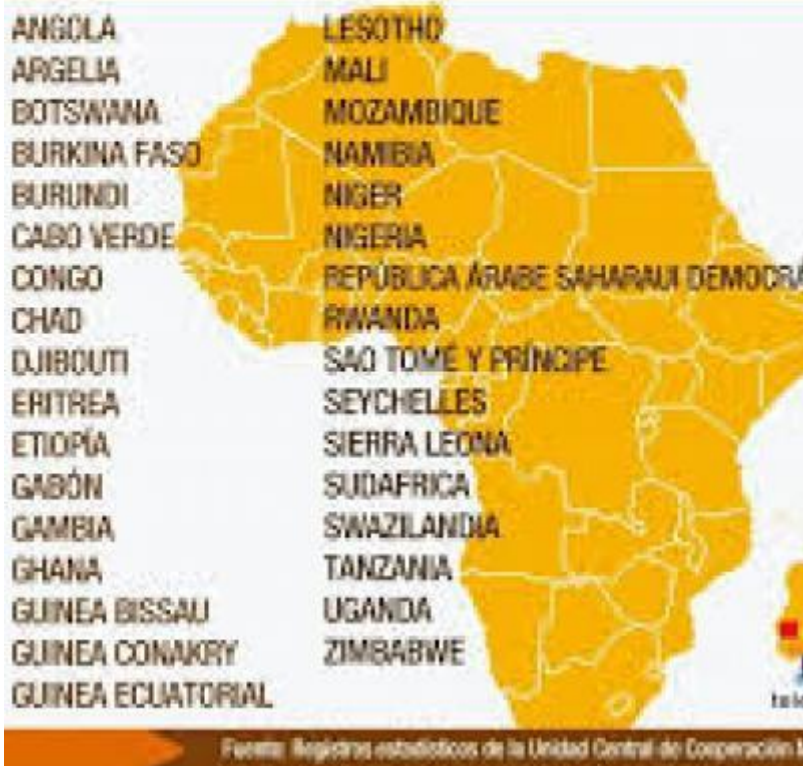 ANGOLA
ARGELIA
BOTSWANA
BURKINA FASO
BURUNDI
CABO VERDE
CONGO
CHAD
DJIBOUTI
ERITREA
ETIOPÍA
GABÓN
GAMBIA
GHANA
GUINEA BISSAU
GUINEA CONAKRY
GUINEA ECUATORIAL
LESOTHO
MALI
MOZAMBIQUE
NAMIBIA
NIGER
NIGERIA
REPÚBLICA ÁRABE SAHARAUI DEMOCRÁ
RWANDA
SAO TOMÉ Y PRÍNCIPE
SEYCHELLES
SIERRA LEONA
SUDAFRICA
SWAZILANDIA
TANZANIA
UGANDA
ZIMBABWE
Fuente: Registros estadísticos de la Unidad Central de Cooperación